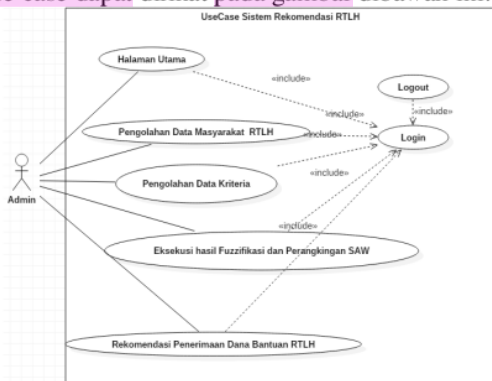 UseCase Sistem Rekomendasi RTLH
Halaman Utama
«include»
Logout
«include»
«include»
Pengolahan Data Masyarakat RTLH
«include»
Login
Pengolahan Data Kriteria
«include»
Admin
«include»
Eksekusi hasil Fuzzifikasi dan Perangkingan SAW
Rekomendasi Penerimaan Dana Bantuan RTLH